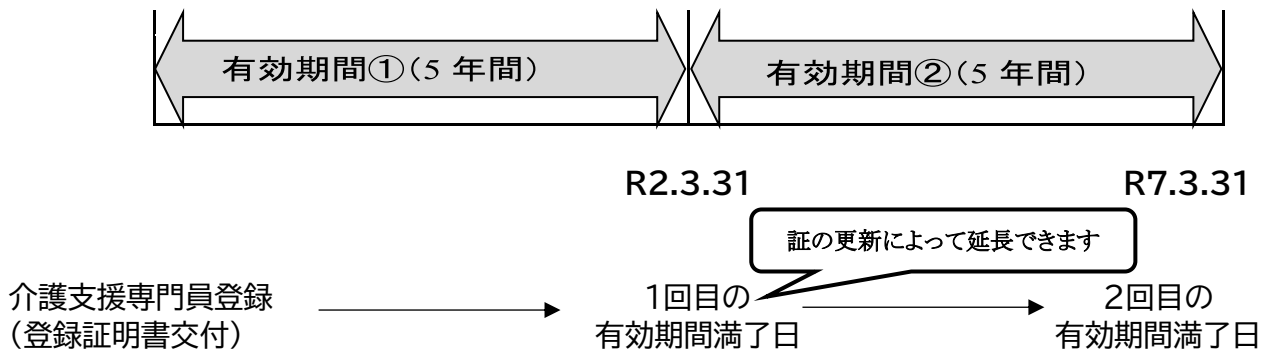 有効期間①(5 年間)
有効期間②(5 年間)
R2.3.31
R7.3.31
証の更新によって延長できます
介護支援専門員登録
(登録証明書交付)
1回目の
有効期間満了日
2回目の
有効期間満了日